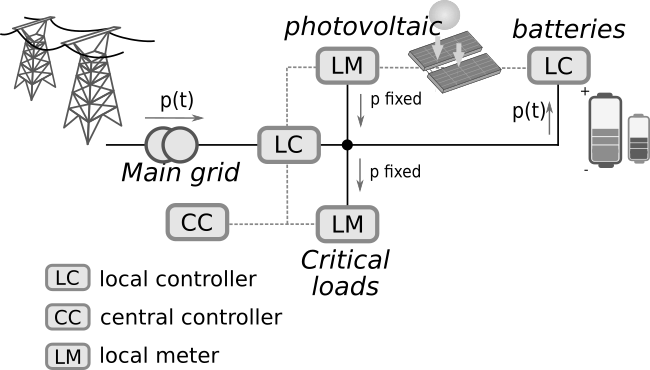 photovoltaic
batteries
LM
LC
p(t)
p fixed
+
p(t)
LC
Main grid
p fixed
-
CC
LM
Critical
loads
LC local controller
CC central controller
LM local meter